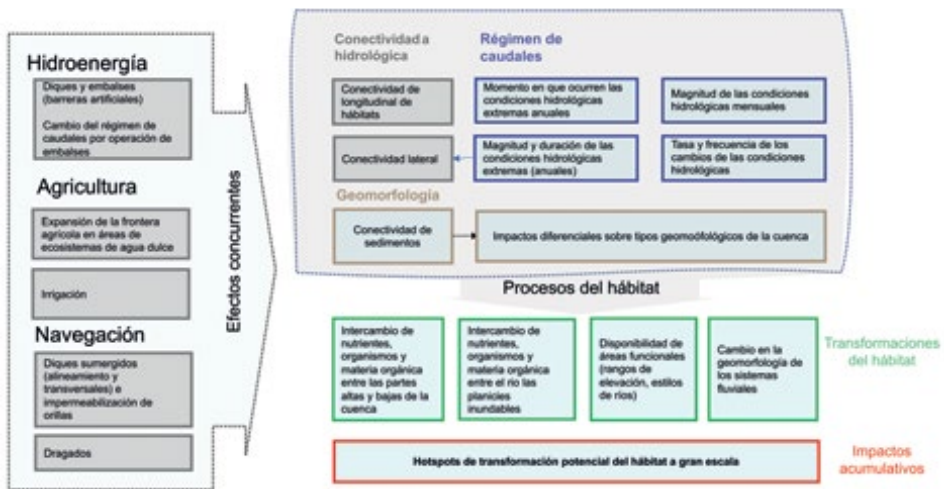 Hidroenergía
Diques y embalses
(barreras artificiales)
Cambio del régimen de
caudales por operación de
embalses
Agricultura
Expansión de la frontera
agrícola en áreas de
ecosistemas de agua dulce
Irrigación
Navegación
Diques sumergidos
(alineamiento y
transversales) e
impermeabilización de
orillas
Dragados
Efectos concurrentes
Conectividada
hidrológica
Conectividad de
longitudinal de
hábitats
Conectividad lateral
Régimen de
caudales
Momento en que ocurren las
condiciones hidrológicas
extremas anuales
Magnitud de las condiciones
hidrológicas mensuales
Magnitud y duración de las
condiciones hidrológicas
extremas (anuales)
Tasa y frecuencia de los
cambios de las condiciones
hidrológicas
Geomorfología
Conectividad de
sedimentos
Impactos diferenciales sobre tipos geomoófológicos de la cuenca
Procesos del hábitat
Intercambio de
nutrientes,
organismos y
materia orgánica
entre las partes
altas y bajas de la
cuenca
Intercambio de
nutrientes,
organismos y
materia orgánica
entre el río las
planicies
inundables
Disponibilidad de
áreas funcionales
(rangos de
elevación, estilos de
ríos)
Cambio en la
geomorfología de
los sistemas
fluviales
Transformaciones
del hábitat
Hotspots de transformación potencial del hábitat a gran escala
Impactos
acumulativos